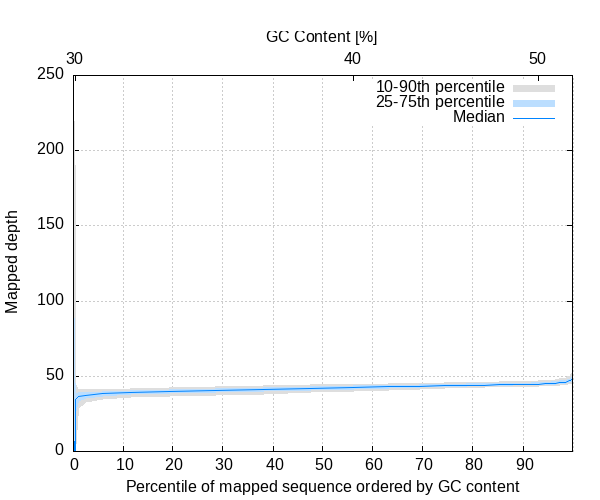 GC Content [%]
30 40 50
250
200
150
100
50
0
10-90th percentile
25-75th percentile
Median
Mapped depth
0 10 20 30 40 50 60 70 80 90
Percentile of mapped sequence ordered by GC content